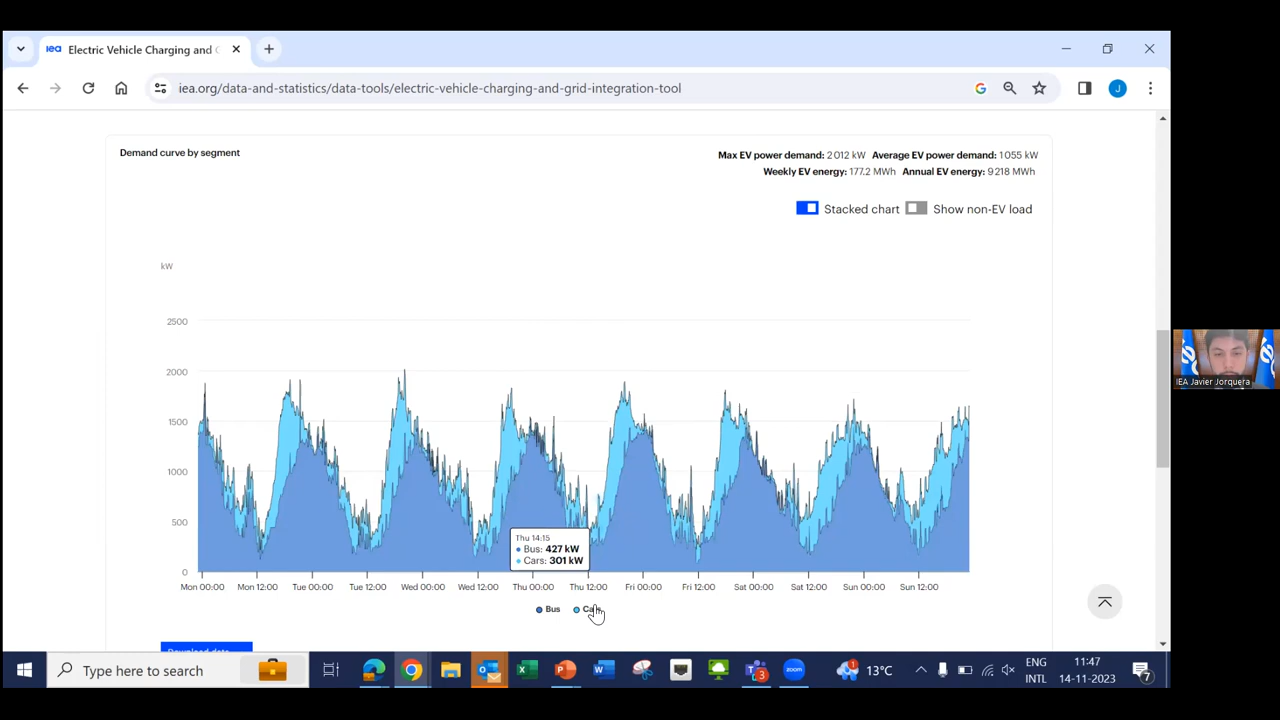 iea Electric Vehicle Charging and
iea.org/data-and-statistics/data-tools/electric-vehicle-charging-and-grid-integration-tool
J
Demand curve by segment
Max EV power demand: 2 012 kW Average EV power demand: 1 055 kW
Weekly EV energy: 177.2 MWh Annual EV energy: 9 218 MWh
Stacked chart Show non-EV load
kW
2500
2000
1500
1000
500
0
Thu 14:15
Bus: 427 kW
Cars: 301 kW
Mon 00:00 Mon 12:00 Tue 00:00 Tue 12:00 Wed 00:00 Wed 12:00 Thu 00:00 Thu 12:00 Fri 00:00 Fri 12:00 Sat 00:00 Sat 12:00 Sun 00:00 Sun 12:00
Bus
Download data
IEA Javier Jorquera
Type here to search
13°C
ENG
INTL
11:47
14-11-2023
1
3
7
zoom